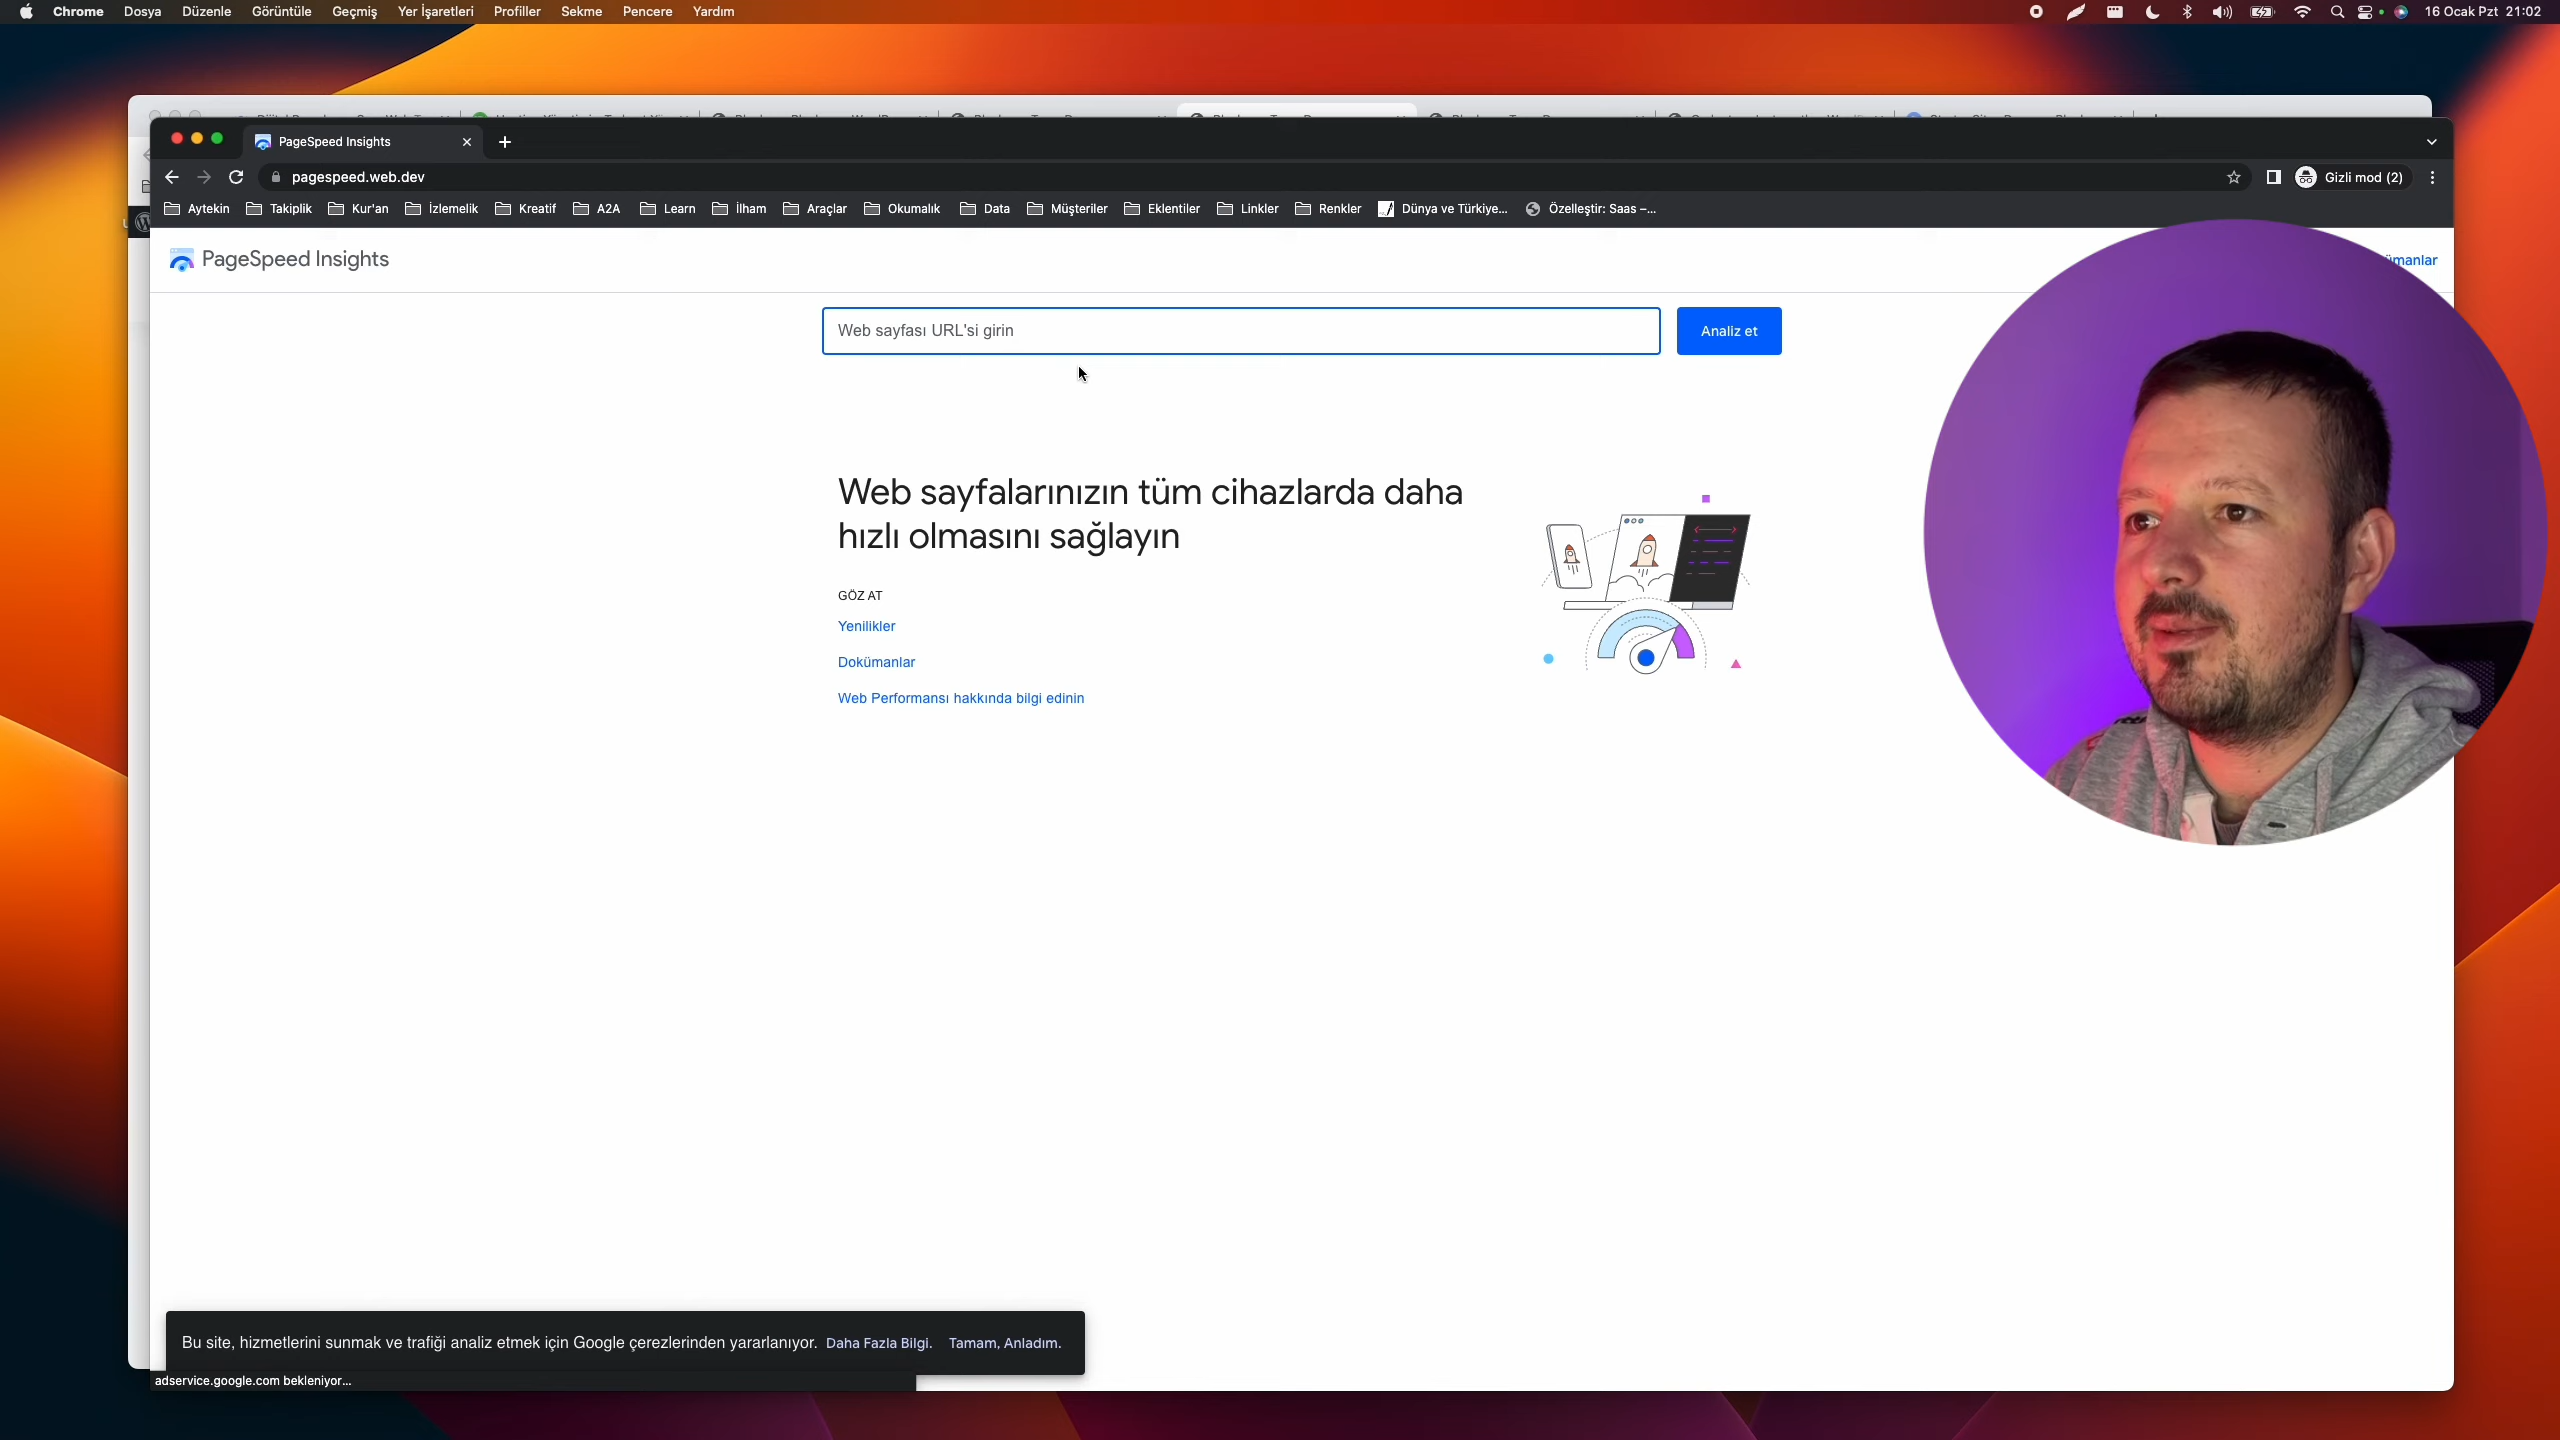 Chrome Dosya Düzenle Görüntüle Geçmiş Yer İşaretleri Profiller Sekme Pencere Yardım
16 Ocak Pzt 21:02
PageSpeed Insights
pagespeed.web.dev
Gizli mod (2)
Aytekin Takiplik Kur'an İzlemelik Kreatif A2A Learn İlham Araçlar Okumalık Data Müşteriler Eklentiler Linkler Renkler Dünya ve Türkiye... Özelleştir: Saas –...
PageSpeed Insights
ümanlar
Web sayfası URL'si girin
Analiz et
Web sayfalarınızın tüm cihazlarda daha
hızlı olmasını sağlayın
GÖZ AT
Yenilikler
Dokümanlar
Web Performansı hakkında bilgi edinin
Bu site, hizmetlerini sunmak ve trafiği analiz etmek için Google çerezlerinden yararlanıyor. Daha Fazla Bilgi. Tamam, Anladım.
adservice.google.com bekleniyor...